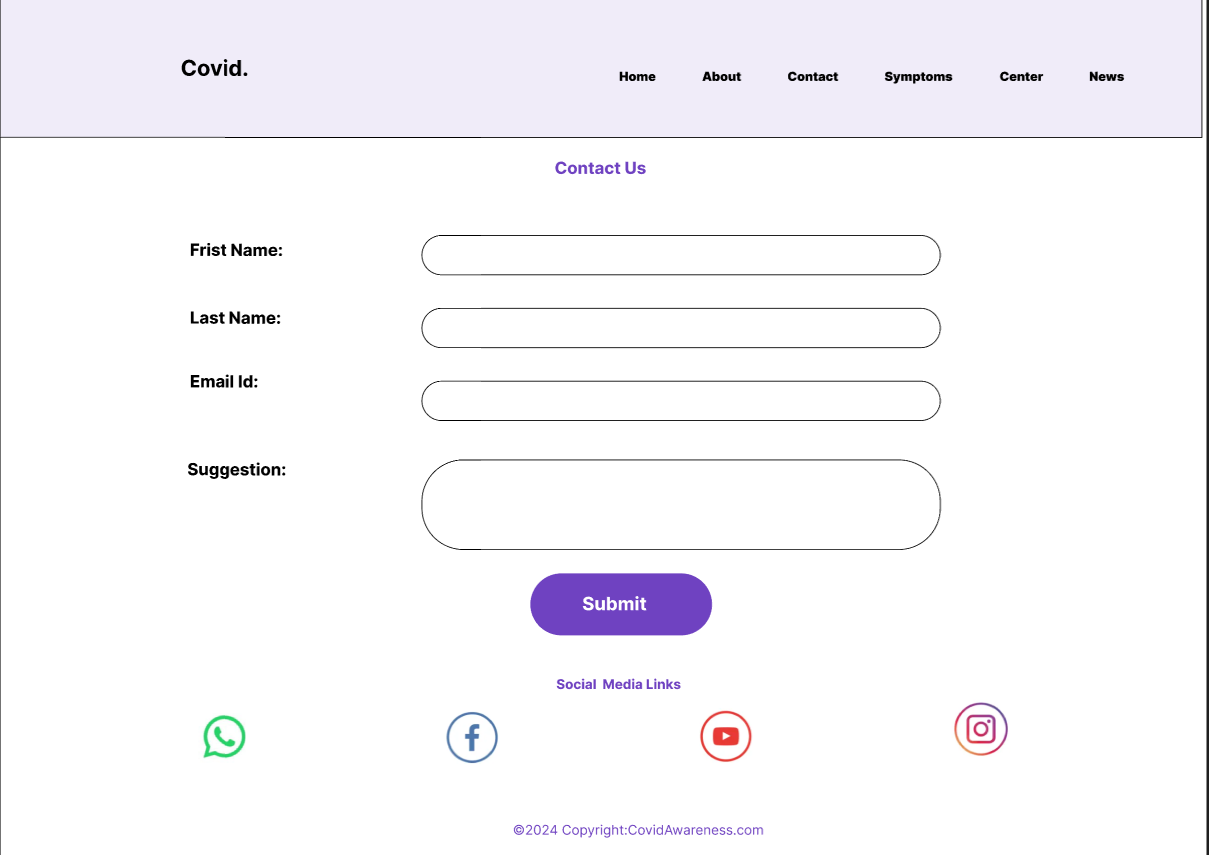 Covid.
Home About Contact Symptoms Center News
Contact Us
Frist Name:
Last Name:
Email Id:
Suggestion:
Submit
Social Media Links
©2024 Copyright:CovidAwareness.com